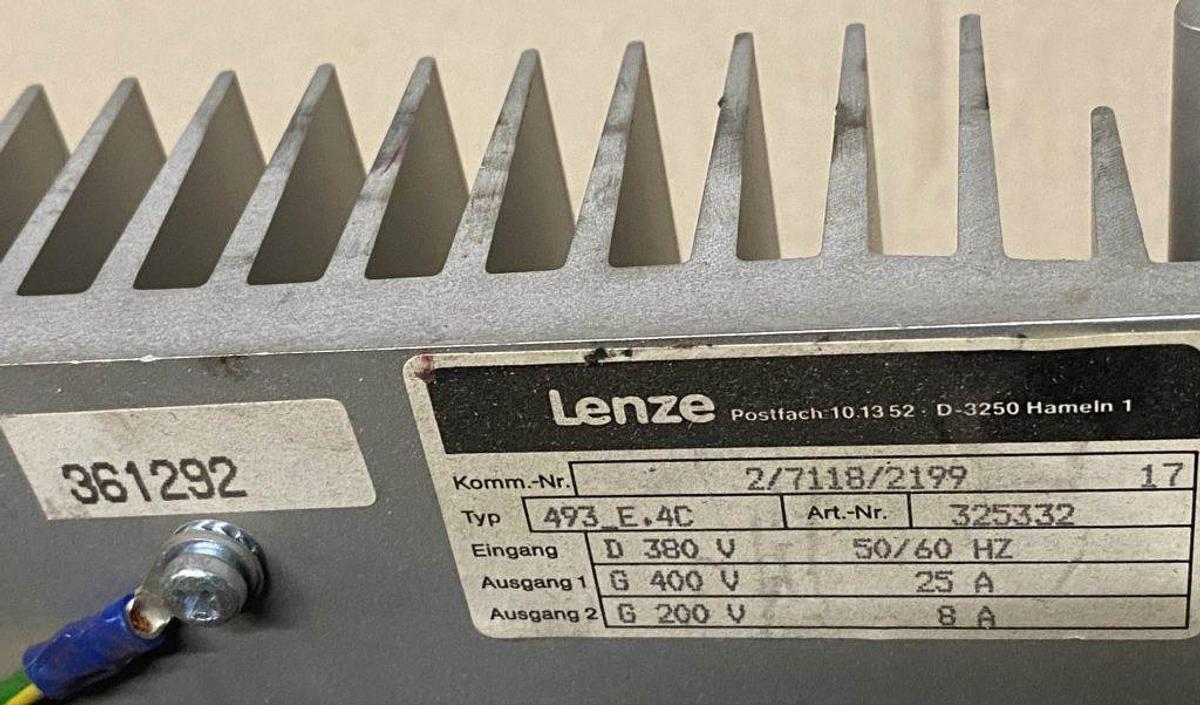 Lenze Postfach 10 13 52 · D-3250 Hameln 1
361292
Komm.-Nr. 2/7118/2199 17
Typ 493_E.4C Art.-Nr. 325332
Eingang D 380 V 50/60 HZ
Ausgang 1 G 400 V 25 A
Ausgang 2 G 200 V 8 A